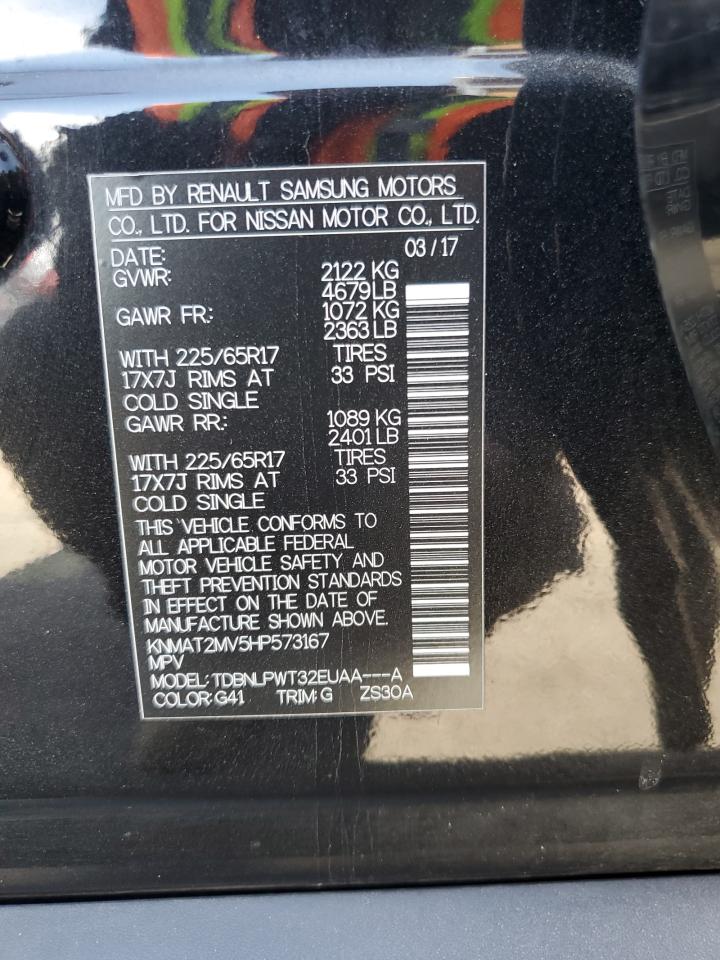 MFD BY RENAULT SAMSUNG MOTORS
CO., LTD. FOR NISSAN MOTOR CO., LTD.
DATE: 03/17
GVWR: 2122 KG
4679 LB
GAWR FR.: 1072 KG
2363 LB
WITH 225/65R17 TIRES
17X7J RIMS AT 33 PSI
COLD SINGLE
GAWR RR.: 1089 KG
2401 LB
WITH 225/65R17 TIRES
17X7J RIMS AT 33 PSI
COLD SINGLE
THIS VEHICLE CONFORMS TO
ALL APPLICABLE FEDERAL
MOTOR VEHICLE SAFETY AND
THEFT PREVENTION STANDARDS
IN EFFECT ON THE DATE OF
MANUFACTURE SHOWN ABOVE.
KNMAT2MV5HP573167
MPV
MODEL: TDBNLPWT32EUAA---A
COLOR: G41 TRIM: G ZS30A